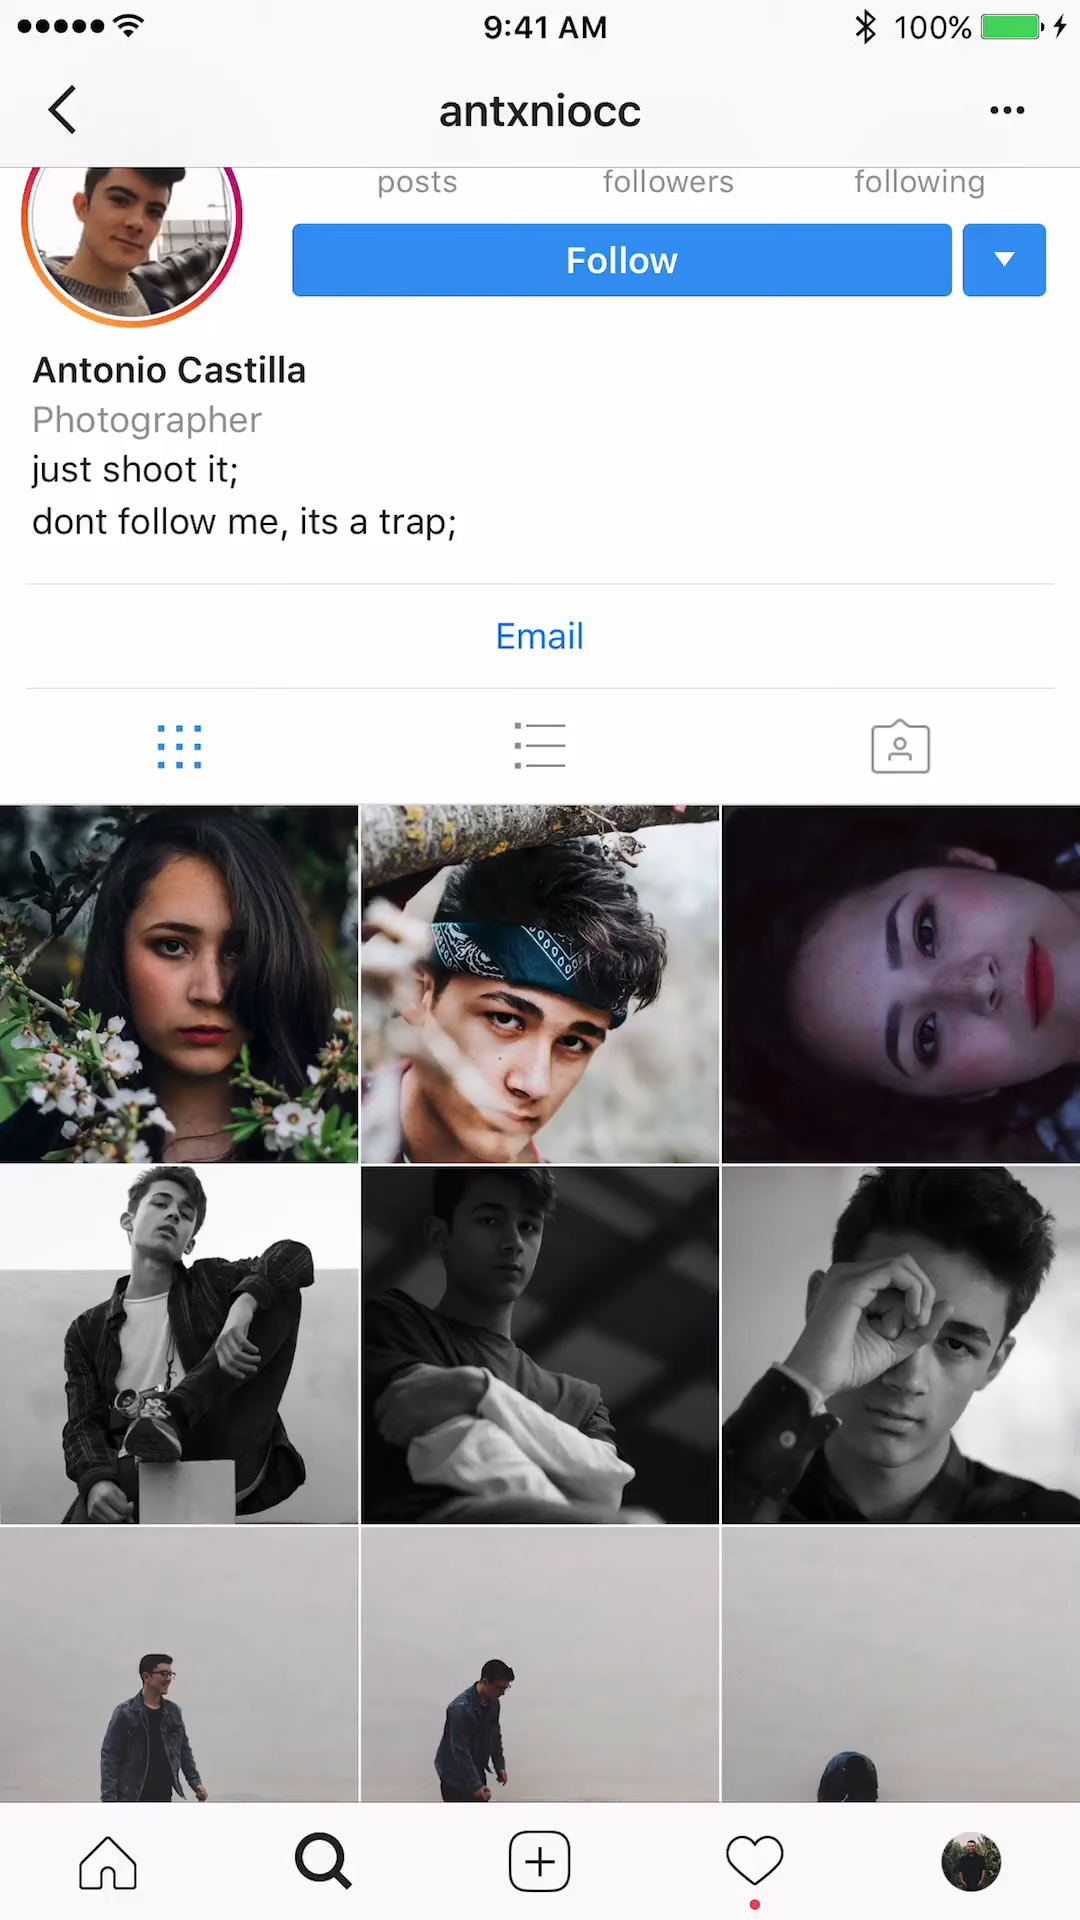 9:41 AM
100%
antxniocc
posts followers following
Follow
Antonio Castilla
Photographer
just shoot it;
dont follow me, its a trap;
Email